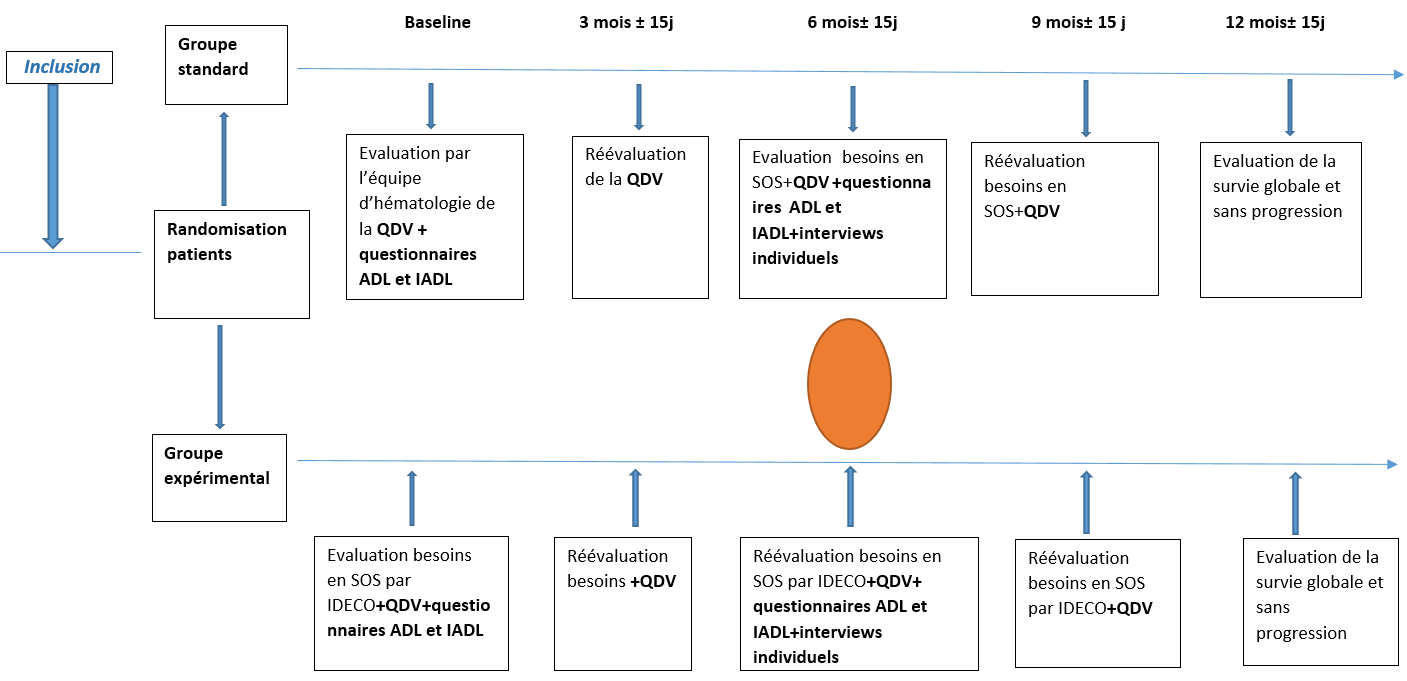 Baseline
3 mois ± 15j
6 mois± 15j
9 mois± 15 j
12 mois± 15j
Inclusion
Groupe
standard
Evaluation par
l’équipe
d’hématologie de
la QDV +
questionnaires
ADL et IADL
Réévaluation
de la QDV
Evaluation besoins en
SOS+QDV +questionna
ires ADL et
IADL+interviews
individuels
Réévaluation
besoins en
SOS+QDV
Evaluation de la
survie globale et
sans progression
Randomisation
patients
Groupe
expérimental
Evaluation besoins
en SOS par
IDECO+QDV+questio
nnaires ADL et IADL
Réévaluation
besoins +QDV
Réévaluation besoins en
SOS par IDECO+QDV+
questionnaires ADL et
IADL+interviews
individuels
Réévaluation
besoins en SOS
par IDECO+QDV
Evaluation de la
survie globale et
sans
progression